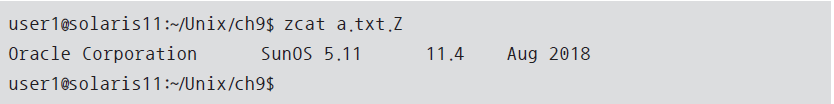 user1@solaris11:~/Unix/ch9$ zcat a.txt.Z
Oracle Corporation      SunOS 5.11      11.4    Aug 2018
user1@solaris11:~/Unix/ch9$